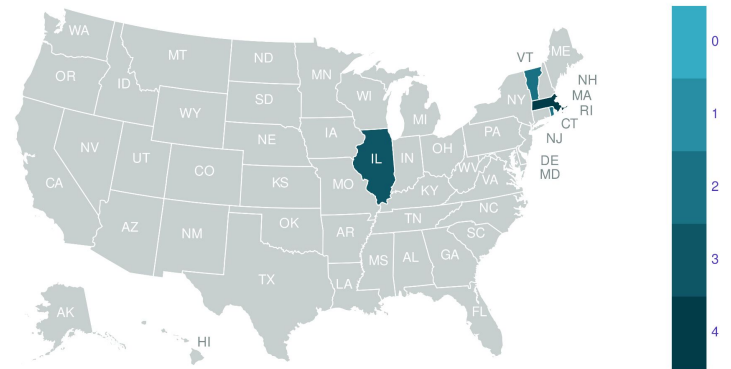 WA
MT
ND
MN
VT
ME
OR
ID
SD
WI
NH
MA
RI
CT
NY
MI
WY
IA
PA
NJ
NE
NV
UT
CO
IL
IN
OH
DE
MD
KS
MO
WV
VA
KY
CA
AZ
NM
OK
AR
TN
NC
SC
TX
LA
MS
AL
GA
FL
AK
HI
0
1
2
3
4